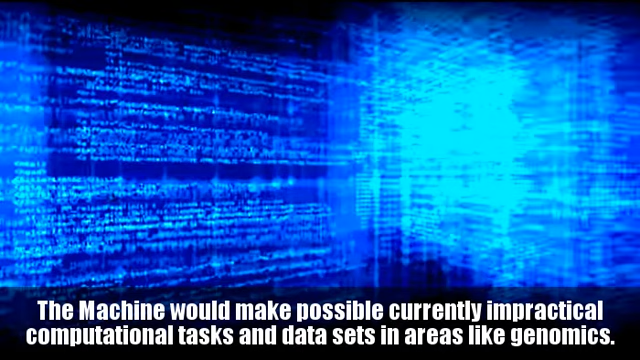 The Machine would make possible currently impractical
computational tasks and data sets in areas like genomics.